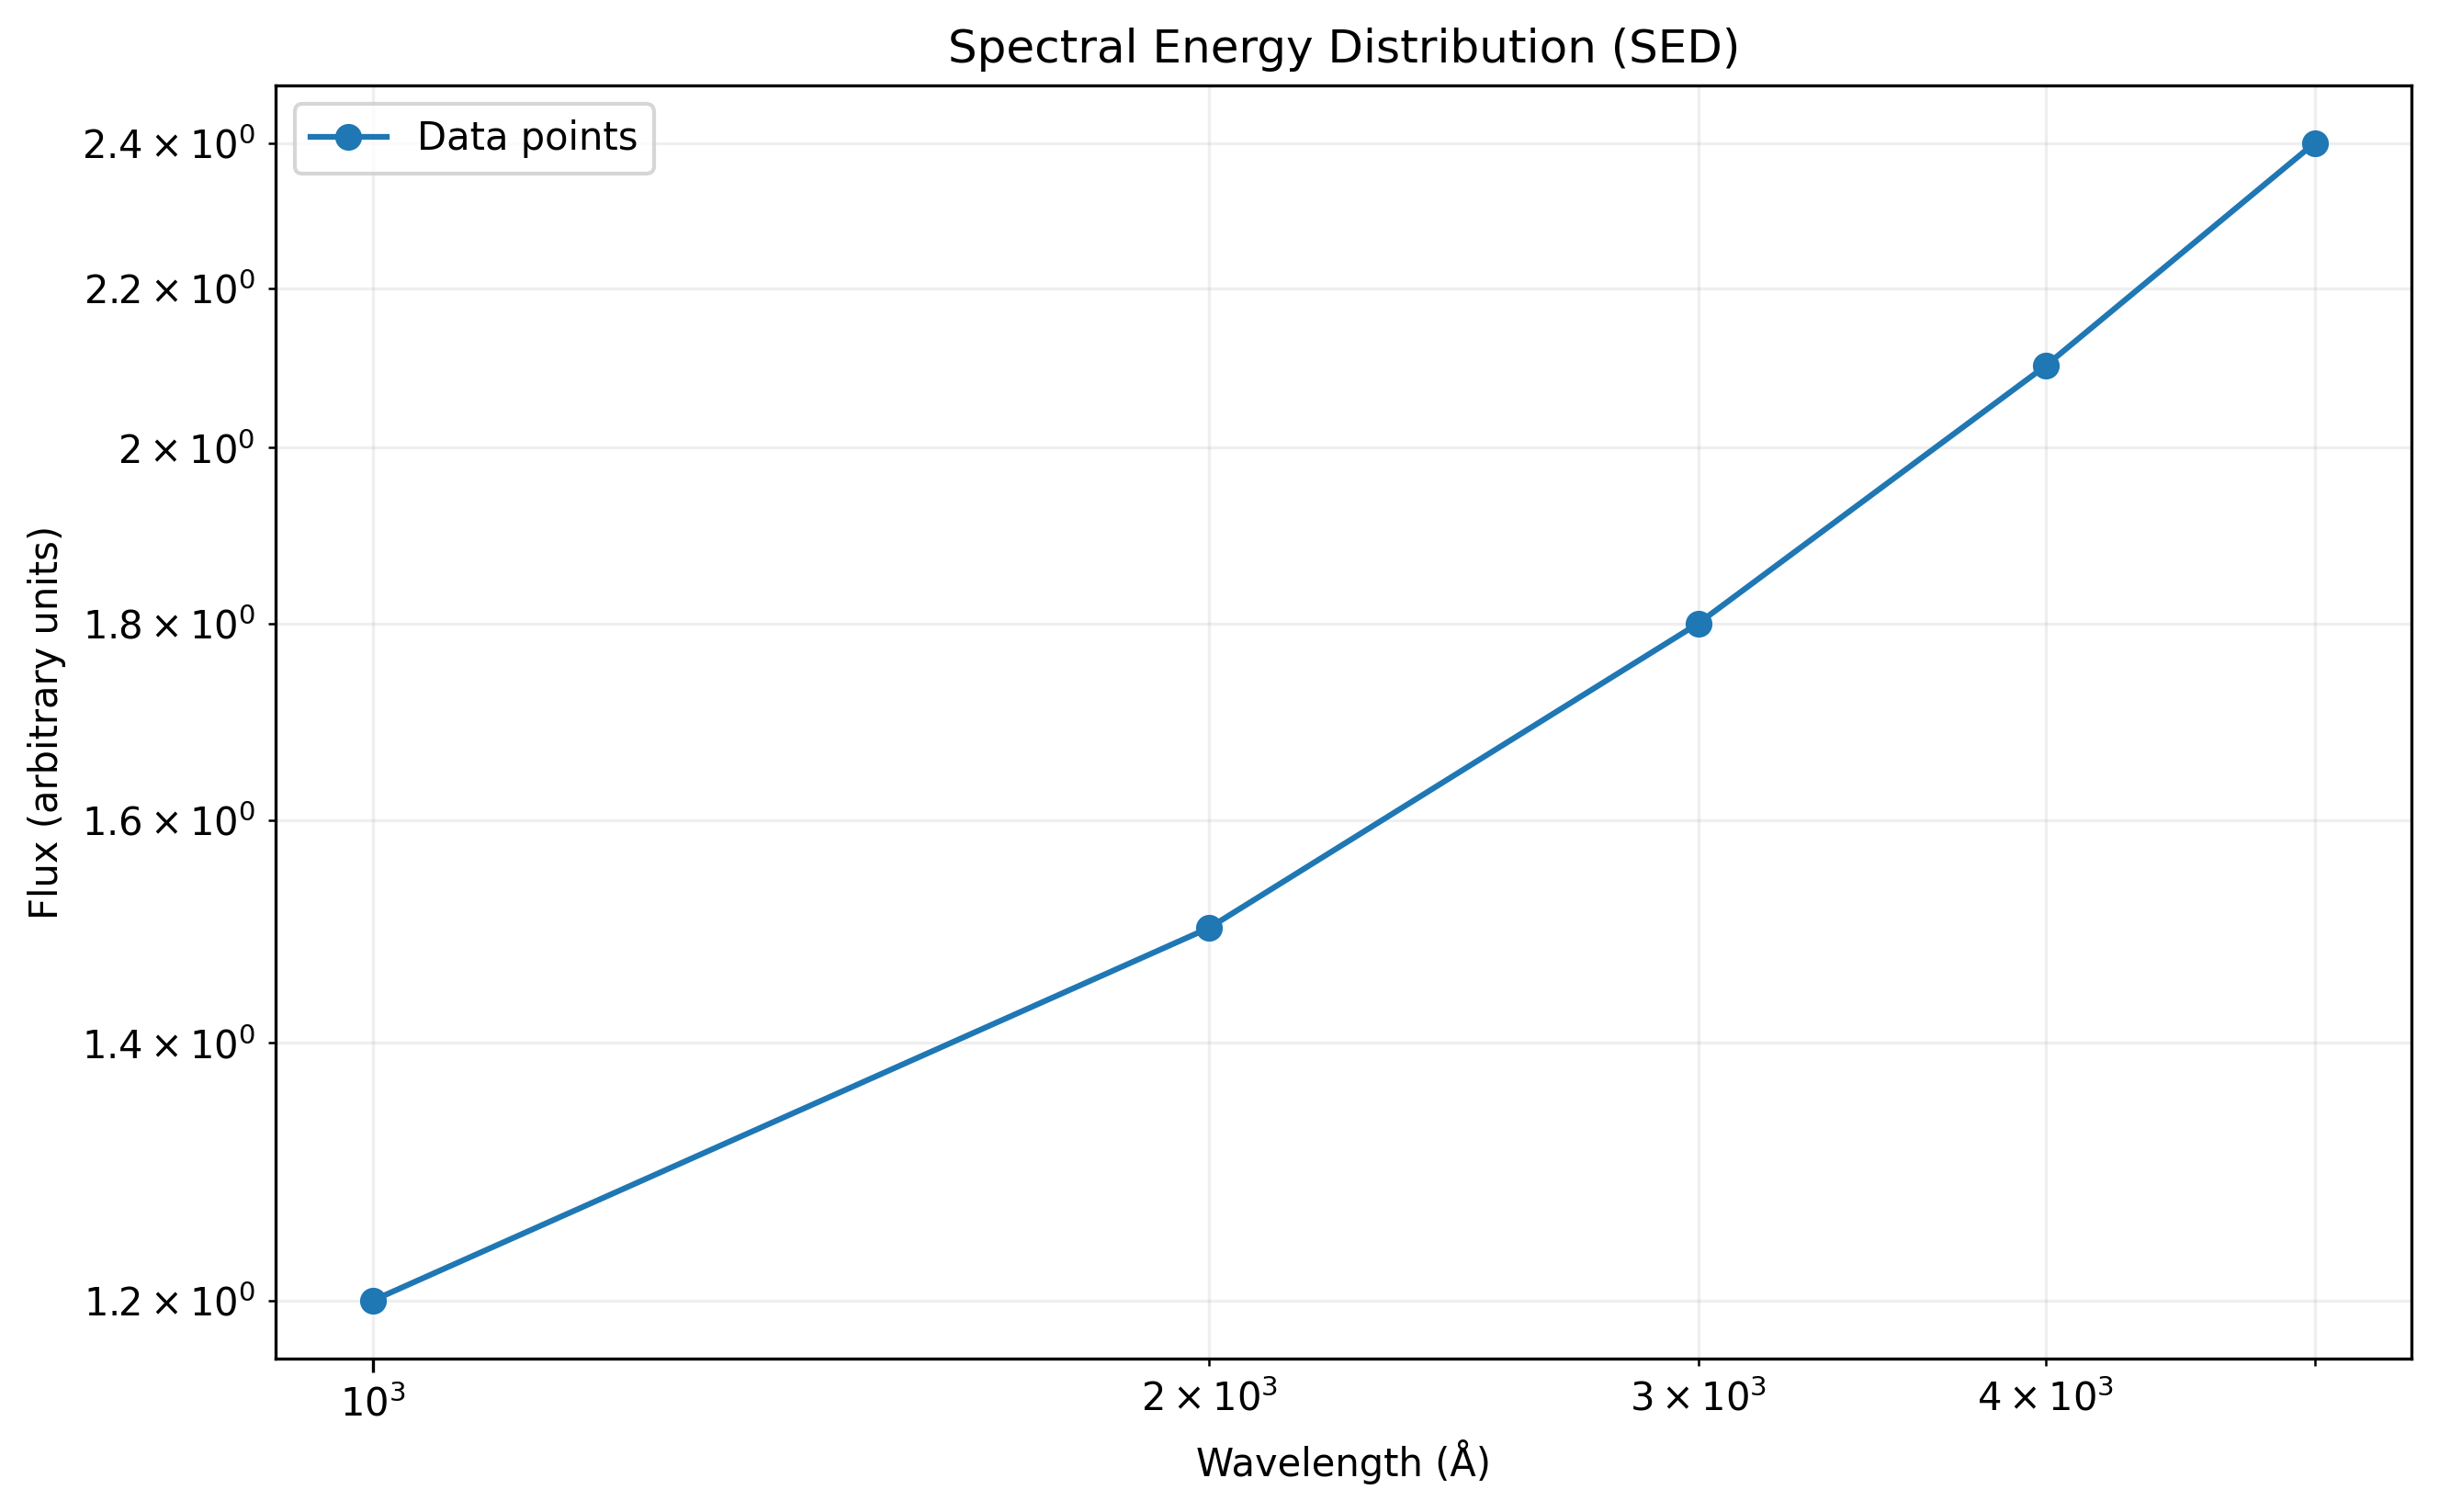 Spectral Energy Distribution (SED)
Data points
2.4 × 10⁰
2.2 × 10⁰
2 × 10⁰
1.8 × 10⁰
1.6 × 10⁰
1.4 × 10⁰
1.2 × 10⁰
Flux (arbitrary units)
10³ 2 × 10³ 3 × 10³ 4 × 10³
Wavelength (Å)